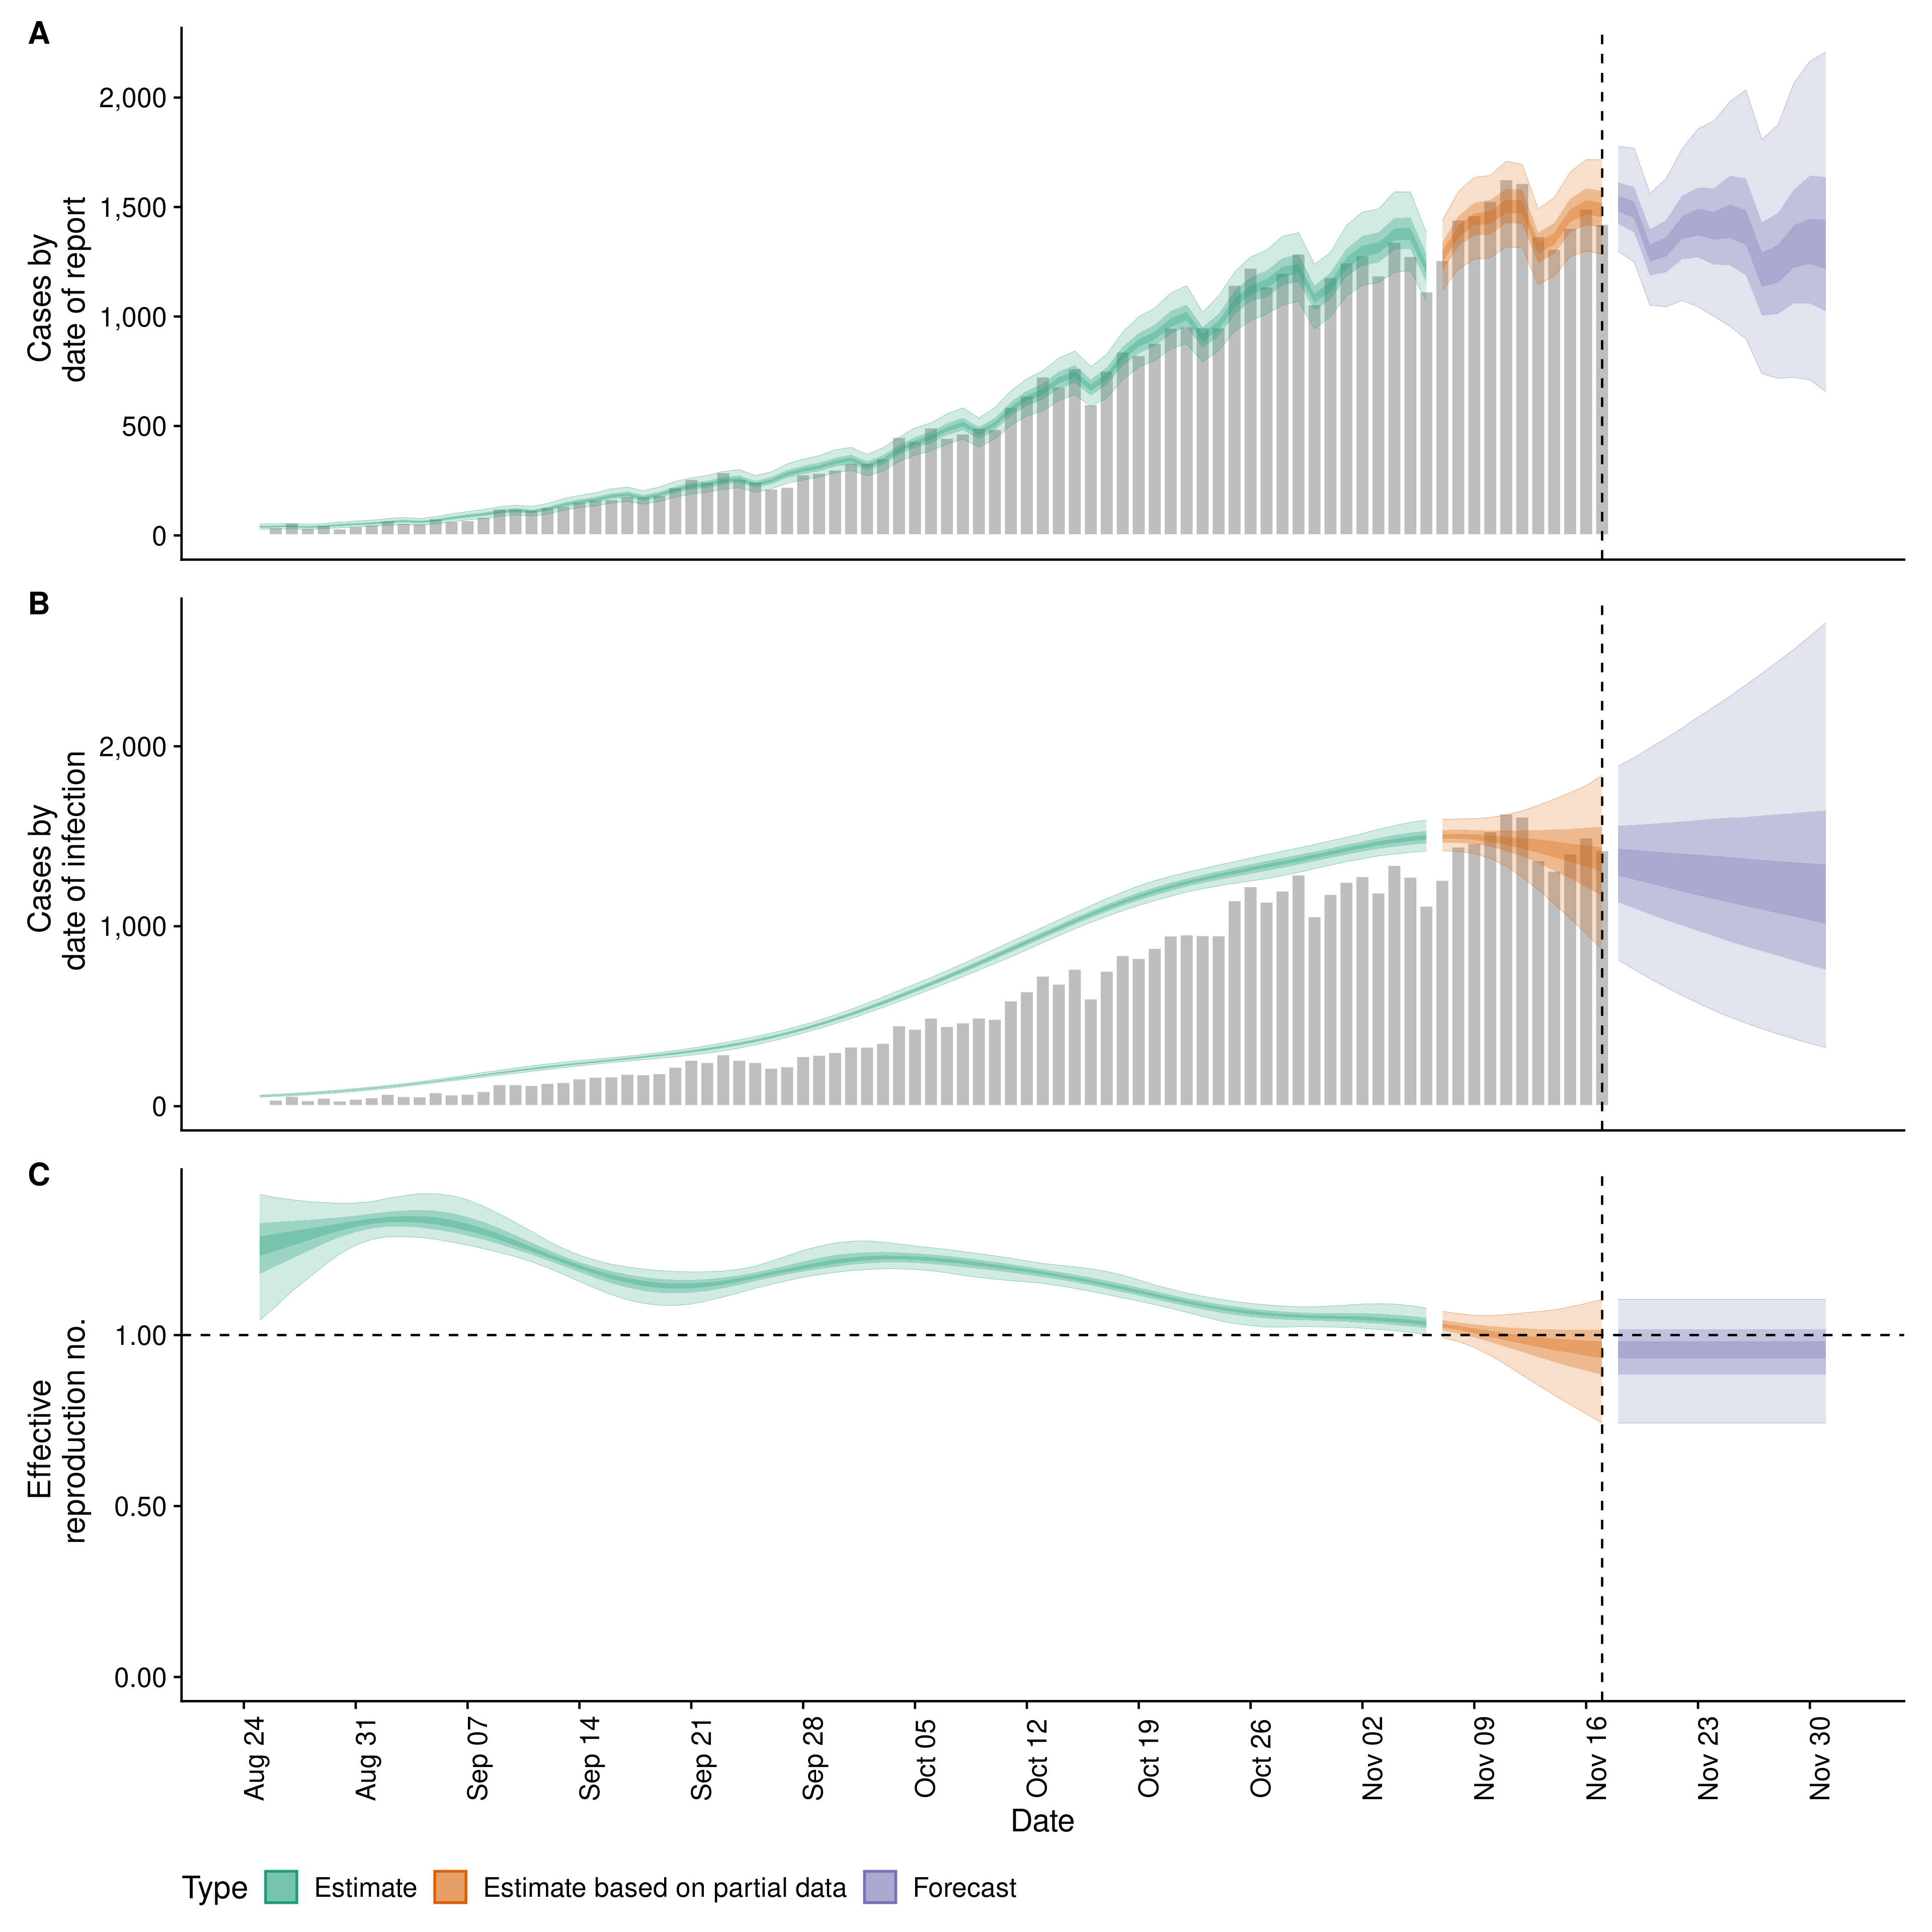 A
Cases by
date of report
2,000
1,500
1,000
500
0
B
Cases by
date of infection
2,000
1,000
0
C
Effective
reproduction no.
1.00
0.50
0.00
Aug 24
Aug 31
Sep 07
Sep 14
Sep 21
Sep 28
Oct 05
Oct 12
Oct 19
Oct 26
Nov 02
Nov 09
Nov 16
Nov 23
Nov 30
Date
Type Estimate Estimate based on partial data Forecast